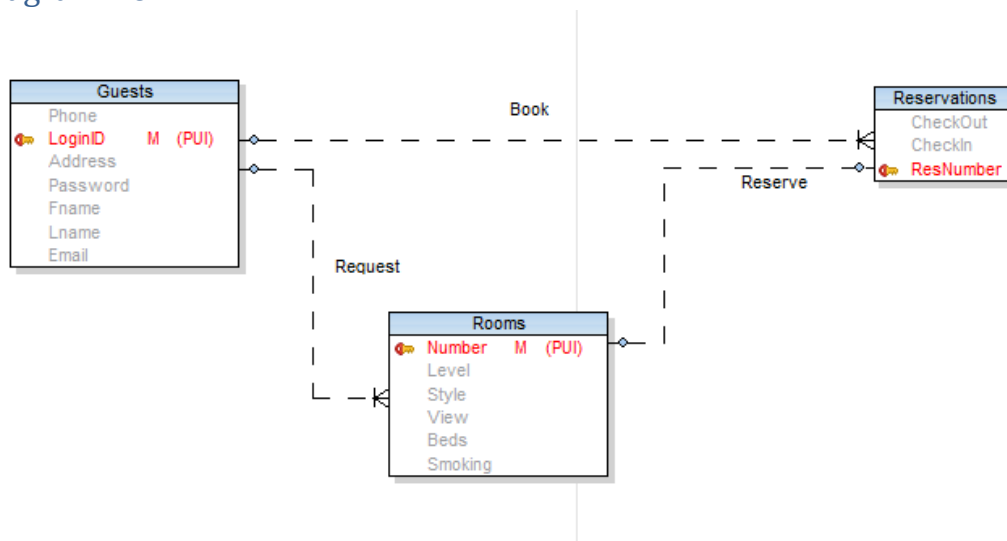 Guests
Phone
LoginID M (PUI)
Address
Password
Fname
Lname
Email
Book
Reservations
CheckOut
CheckIn
ResNumber
Reserve
Request
Rooms
Number M (PUI)
Level
Style
View
Beds
Smoking